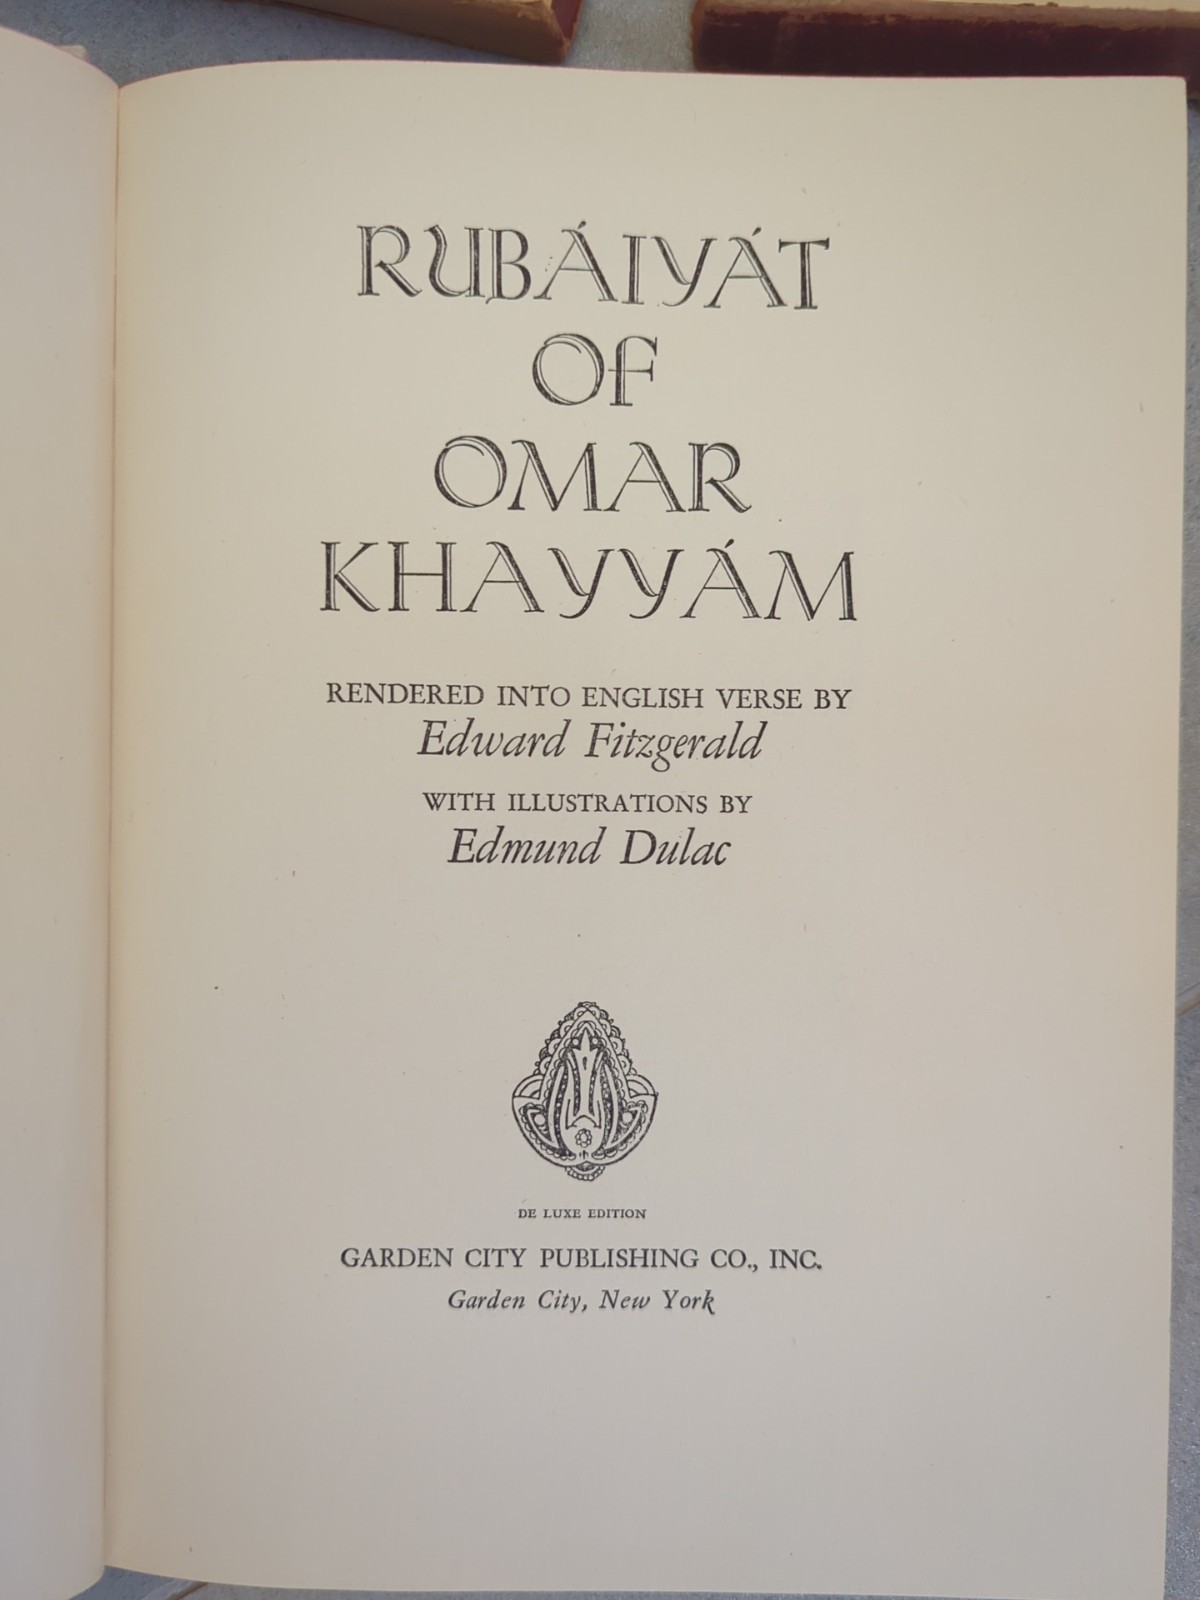 RUBÁIYÁT
OF
OMAR
KHAYYÁM
RENDERED INTO ENGLISH VERSE BY
Edward Fitzgerald
WITH ILLUSTRATIONS BY
Edmund Dulac
DE LUXE EDITION
GARDEN CITY PUBLISHING CO., INC.
Garden City, New York